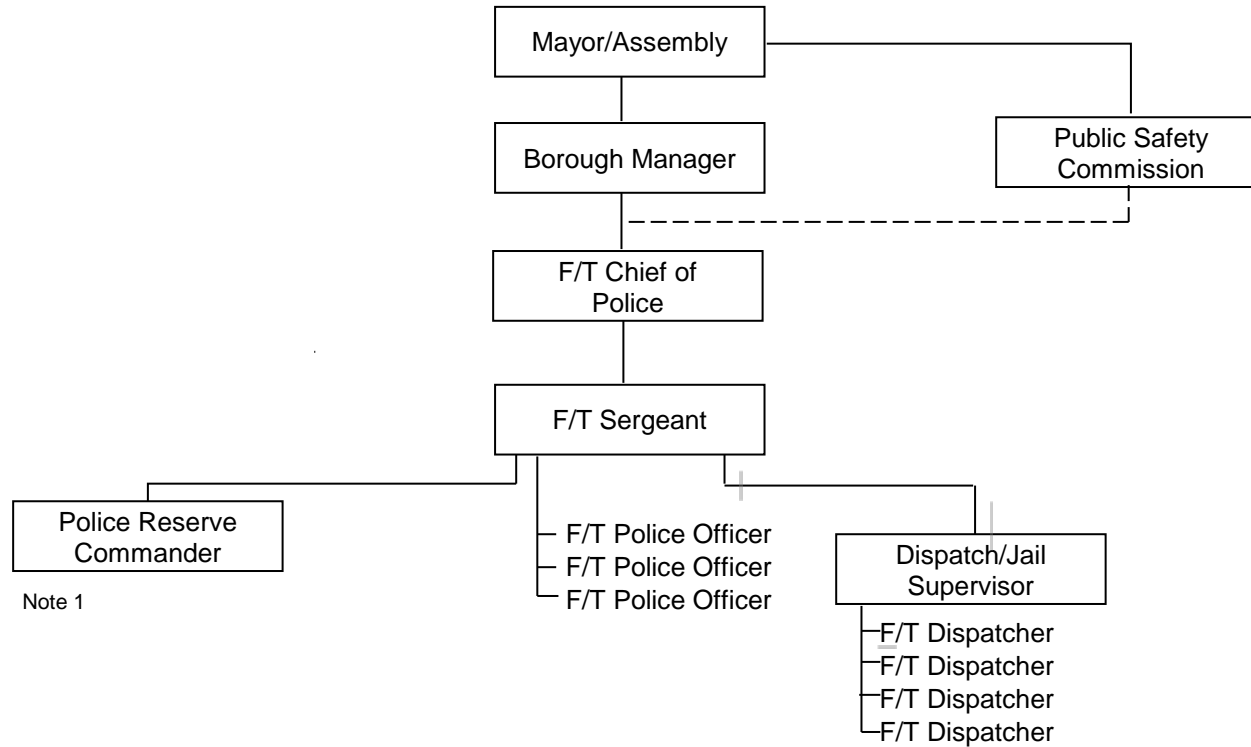 Mayor/Assembly
Borough Manager
Public Safety
Commission
F/T Chief of
Police
F/T Sergeant
Police Reserve
Commander
Note 1
F/T Police Officer
F/T Police Officer
F/T Police Officer
Dispatch/Jail
Supervisor
F/T Dispatcher
F/T Dispatcher
F/T Dispatcher
F/T Dispatcher